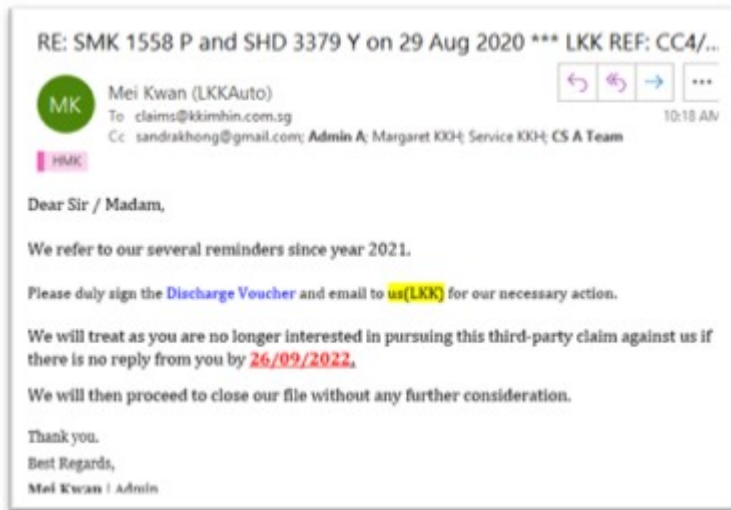 RE: SMK 1558 P and SHD 3379 Y on 29 Aug 2020 *** LKK REF: CC4/...
MK
Mei Kwan (LKKAuto)
To claims@kkimhin.com.sg
Cc sandrakhong@gmail.com; Admin A; Margaret KKH; Service KKH; CS A Team
10:18 AM
HMK
Dear Sir / Madam,
We refer to our several reminders since year 2021.
Please duly sign the Discharge Voucher and email to us(LKK) for our necessary action.
We will treat as you are no longer interested in pursuing this third-party claim against us if
there is no reply from you by 26/09/2022.
We will then proceed to close our file without any further consideration.
Thank you.
Best Regards,
Mei Kwan | Admin